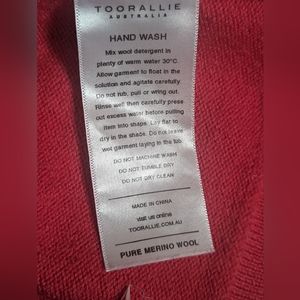 TOORALLIE
AUSTRALIA
HAND WASH
Mix wool detergent in
plenty of warm water 30°C.
Allow garment to float in the
solution and agitate carefully.
Do not rub, pull or wring out.
Rinse well then carefully press
out excess water before pulling
item into shape. Lay flat to
dry in the shade. Do not leave
wet garment laying in the tub.
DO NOT MACHINE WASH
DO NOT TUMBLE DRY
DO NOT DRY CLEAN
MADE IN CHINA
visit us online
TOORALLIE.COM.AU
PURE MERINO WOOL